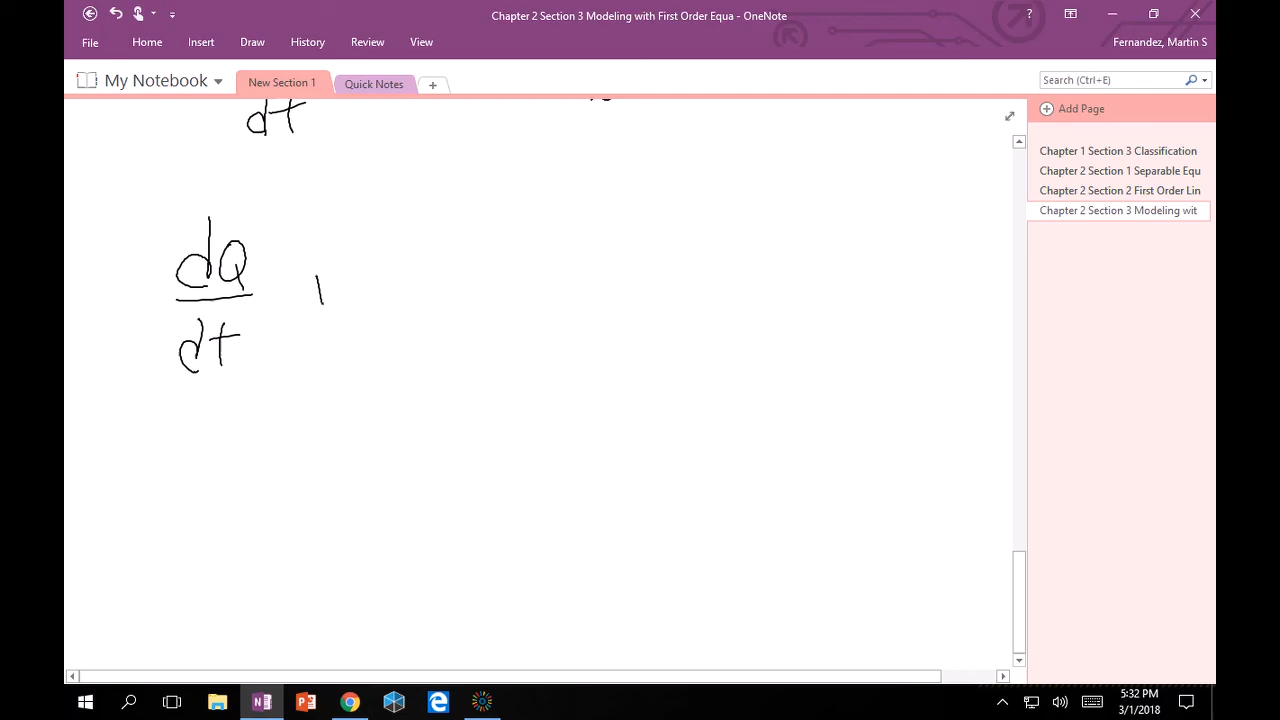 Chapter 2 Section 3 Modeling with First Order Equa - OneNote
?
File Home Insert Draw History Review View
Fernandez, Martin S
My Notebook New Section 1 Quick Notes +
Search (Ctrl+E)
Add Page
Chapter 1 Section 3 Classification
Chapter 2 Section 1 Separable Equ
Chapter 2 Section 2 First Order Lin
Chapter 2 Section 3 Modeling wit
dt
dQ
dt
5:32 PM
3/1/2018